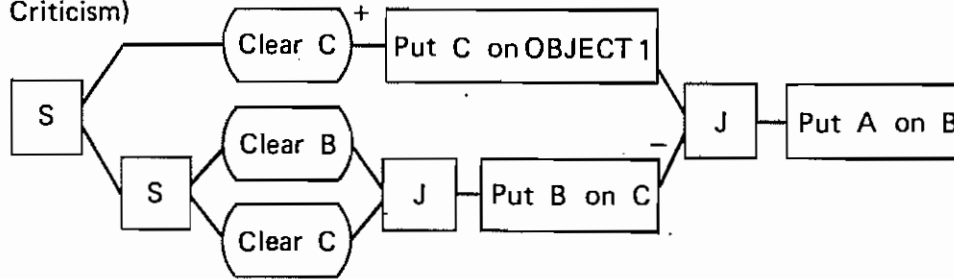 Criticism)
Clear C + Put C on OBJECT 1
S
J Put A on B
Clear B
S J Put B on C −
Clear C